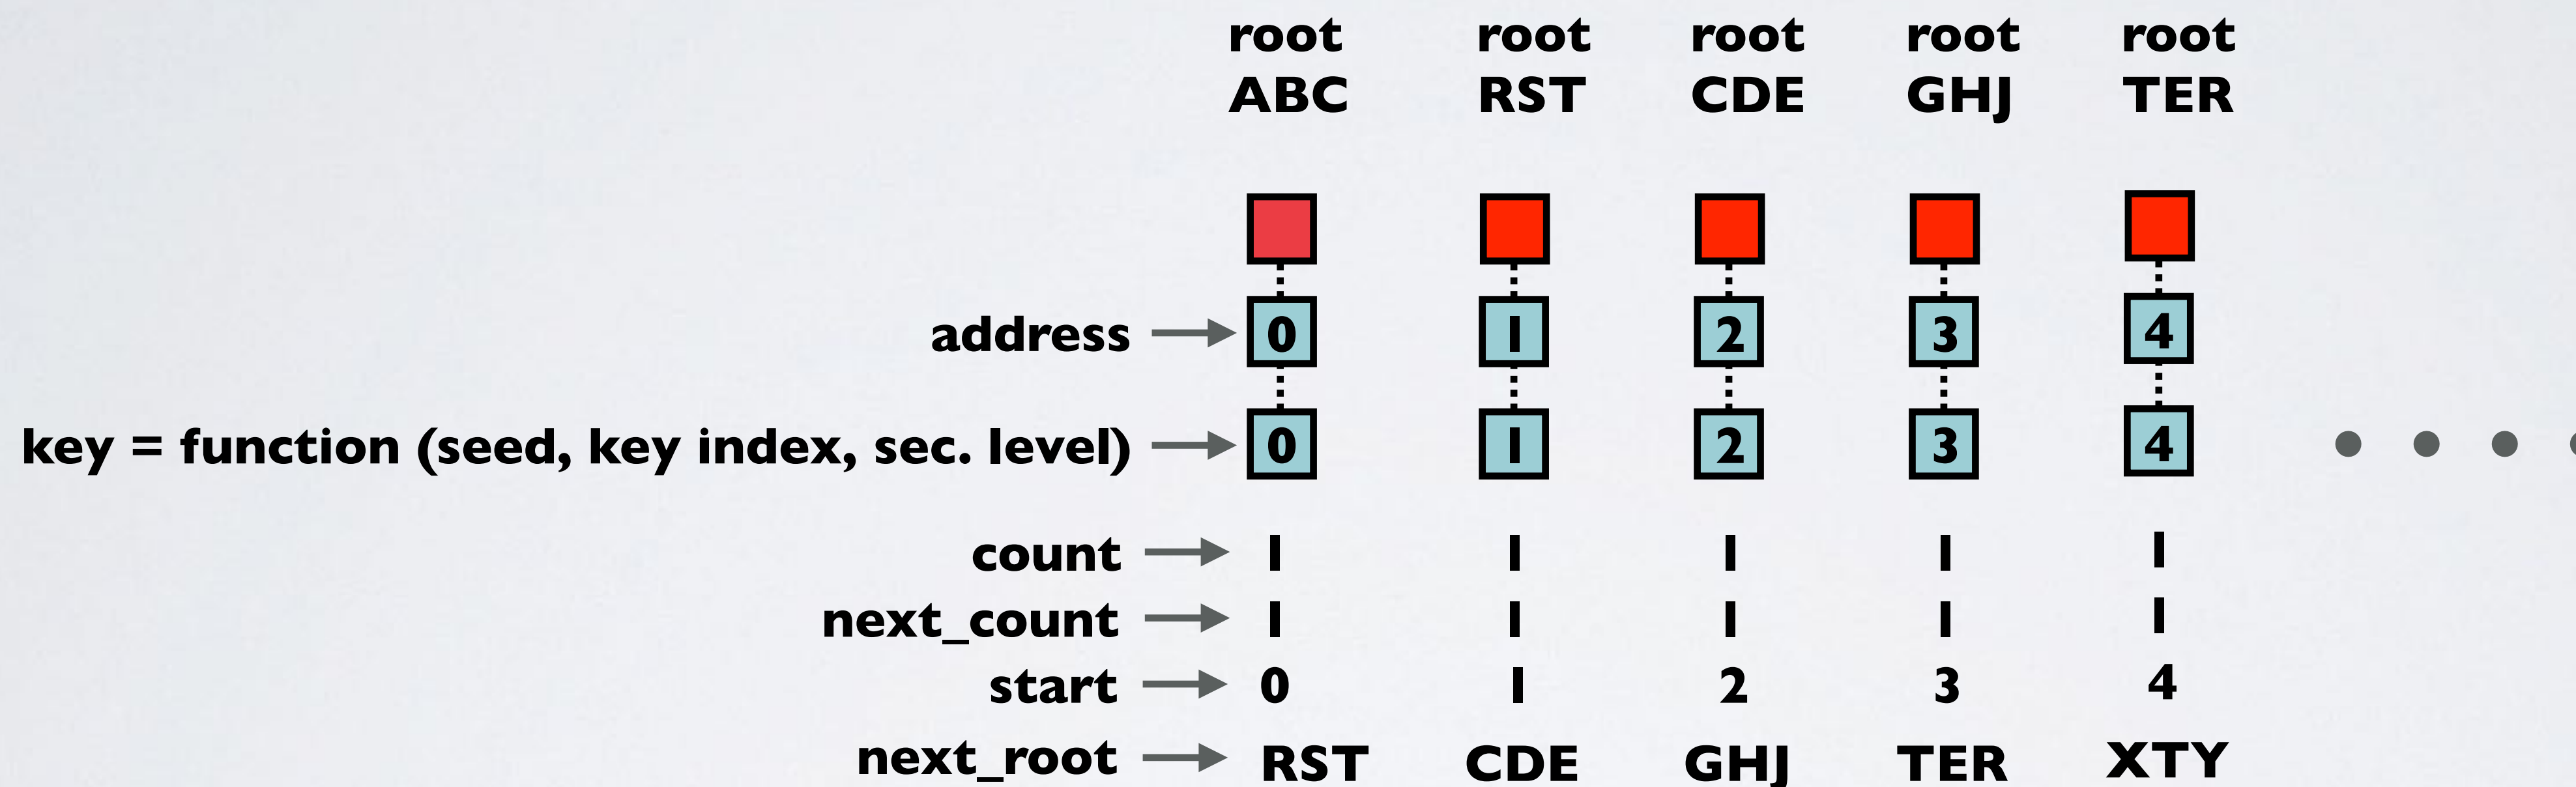 root root root root root
ABC RST CDE GHJ TER
address 0 1 2 3 4
key = function (seed, key index, sec. level) 0 1 2 3 4
count 1 1 1 1 1
next_count 1 1 1 1 1
start 0 1 2 3 4
next_root RST CDE GHJ TER XTY